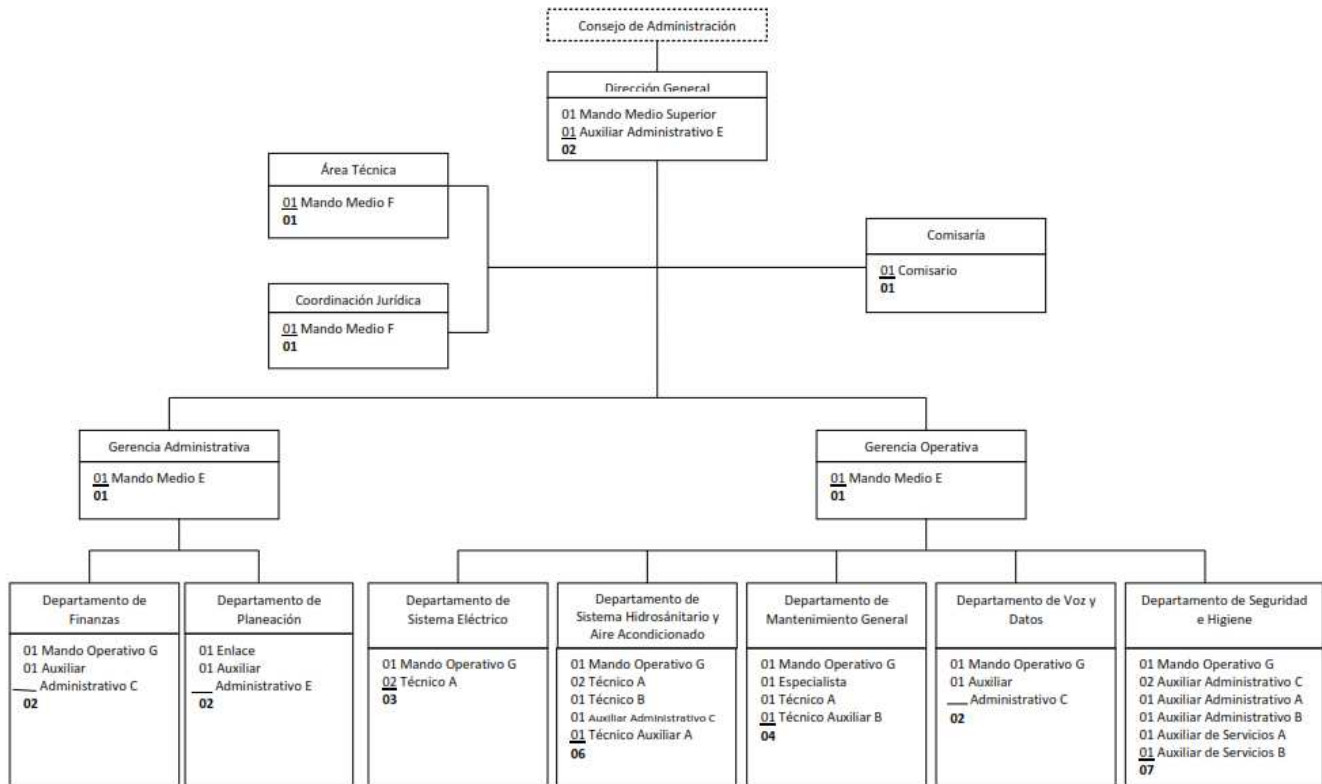 Consejo de Administración
Dirección General
01 Mando Medio Superior
01 Auxiliar Administrativo E
02
Área Técnica
01 Mando Medio F
01
Comisaría
01 Comisario
01
Coordinación Jurídica
01 Mando Medio F
01
Gerencia Administrativa
01 Mando Medio E
01
Gerencia Operativa
01 Mando Medio E
01
Departamento de
Finanzas
01 Mando Operativo G
01 Auxiliar
Administrativo C
02
Departamento de
Planeación
01 Enlace
01 Auxiliar
Administrativo E
02
Departamento de
Sistema Eléctrico
01 Mando Operativo G
02 Técnico A
03
Departamento de
Sistema Hidrosánitario y
Aire Acondicionado
01 Mando Operativo G
02 Técnico A
01 Técnico B
01 Auxiliar Administrativo C
01 Técnico Auxiliar A
06
Departamento de
Mantenimiento General
01 Mando Operativo G
01 Especialista
01 Técnico A
01 Técnico Auxiliar B
04
Departamento de Voz y
Datos
01 Mando Operativo G
01 Auxiliar
Administrativo C
02
Departamento de Seguridad
e Higiene
01 Mando Operativo G
02 Auxiliar Administrativo C
01 Auxiliar Administrativo A
01 Auxiliar Administrativo B
01 Auxiliar de Servicios A
01 Auxiliar de Servicios B
07